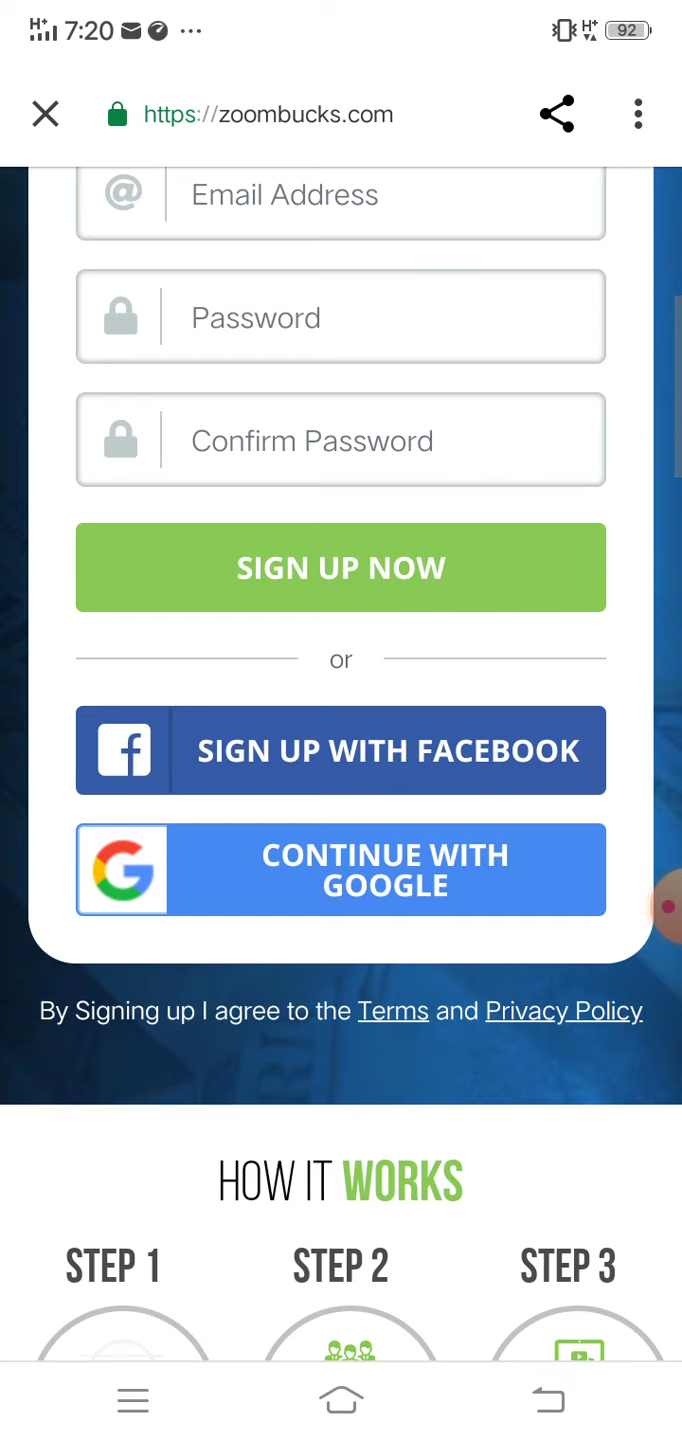 H+ 7:20 ... H+ 92
https://zoombucks.com
@ Email Address
Password
Confirm Password
SIGN UP NOW
or
f SIGN UP WITH FACEBOOK
G CONTINUE WITH
GOOGLE
By Signing up I agree to the Terms and Privacy Policy
HOW IT WORKS
STEP 1 STEP 2 STEP 3